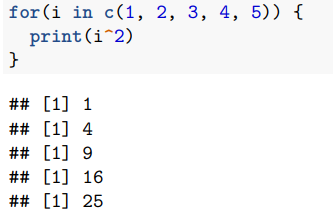 for(i in c(1, 2, 3, 4, 5)) {
  print(i^2)
}
## [1] 1
## [1] 4
## [1] 9
## [1] 16
## [1] 25